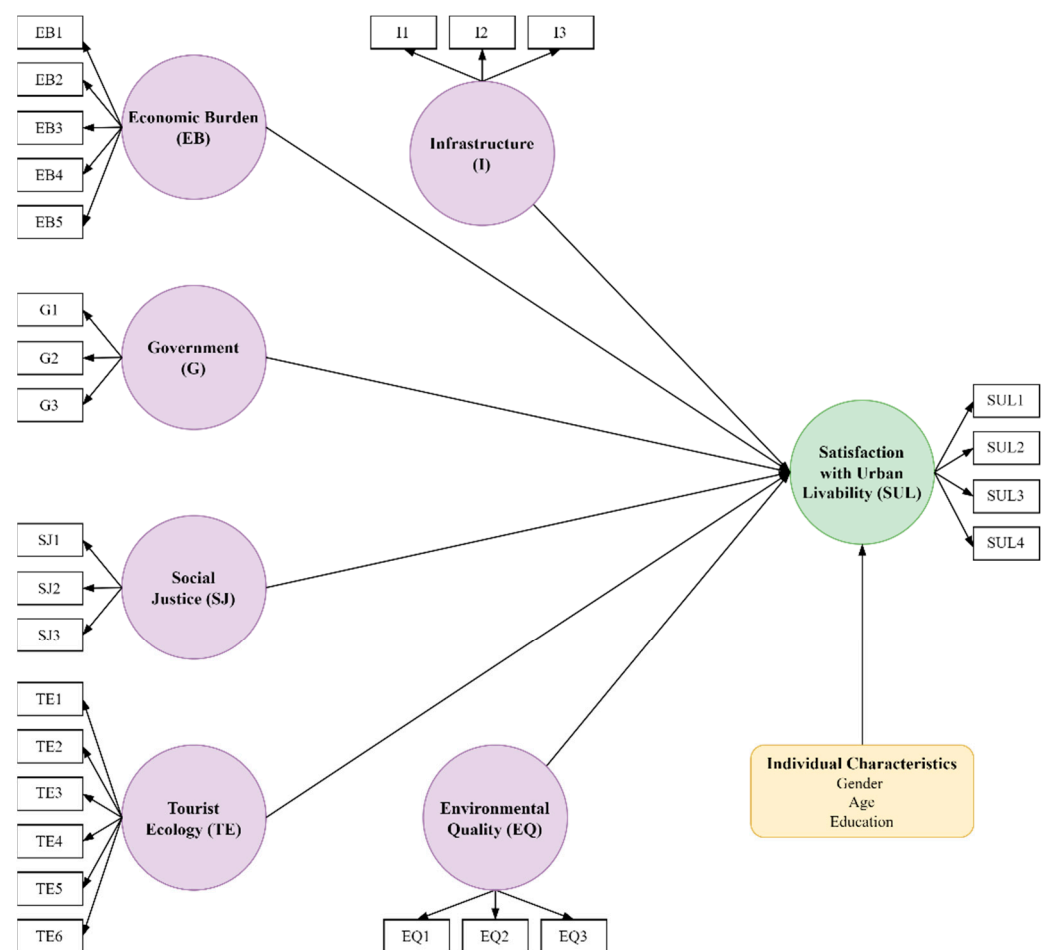 EB1
EB2
EB3
EB4
EB5
Economic Burden
(EB)
I1
I2
I3
Infrastructure
(I)
G1
G2
G3
Government
(G)
SJ1
SJ2
SJ3
Social
Justice (SJ)
TE1
TE2
TE3
TE4
TE5
TE6
Tourist
Ecology (TE)
Environmental
Quality (EQ)
EQ1
EQ2
EQ3
Satisfaction
with Urban
Livability (SUL)
SUL1
SUL2
SUL3
SUL4
Individual Characteristics
Gender
Age
Education